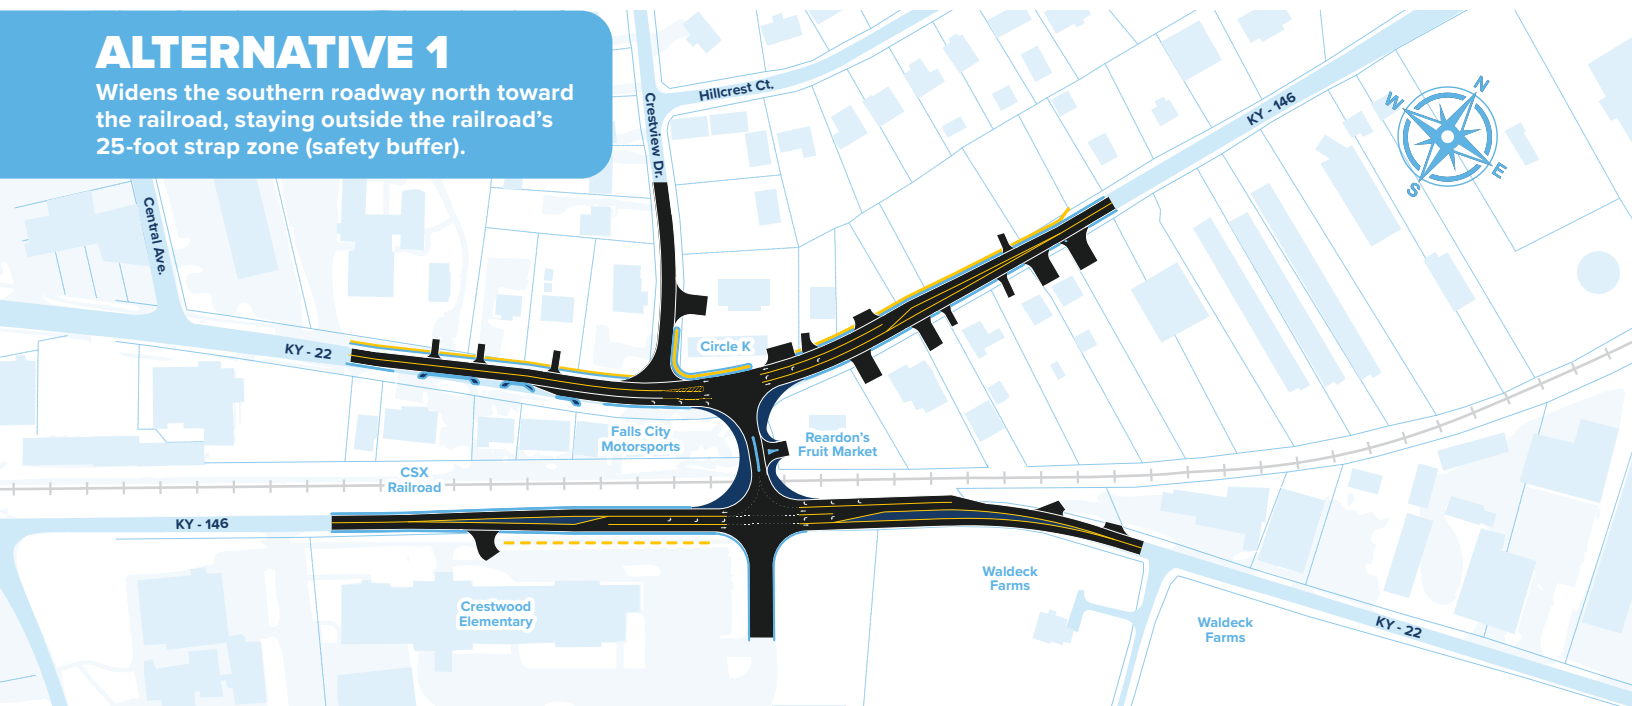 ALTERNATIVE 1
Widens the southern roadway north toward
the railroad, staying outside the railroad’s
25-foot strap zone (safety buffer).
Hillcrest Ct.
Crestview Dr.
KY - 146
N
W
E
S
Central Ave.
KY - 22
Circle K
Falls City
Motorsports
Reardon’s
Fruit Market
CSX
Railroad
KY - 146
Waldeck
Farms
Crestwood
Elementary
Waldeck
Farms
KY - 22